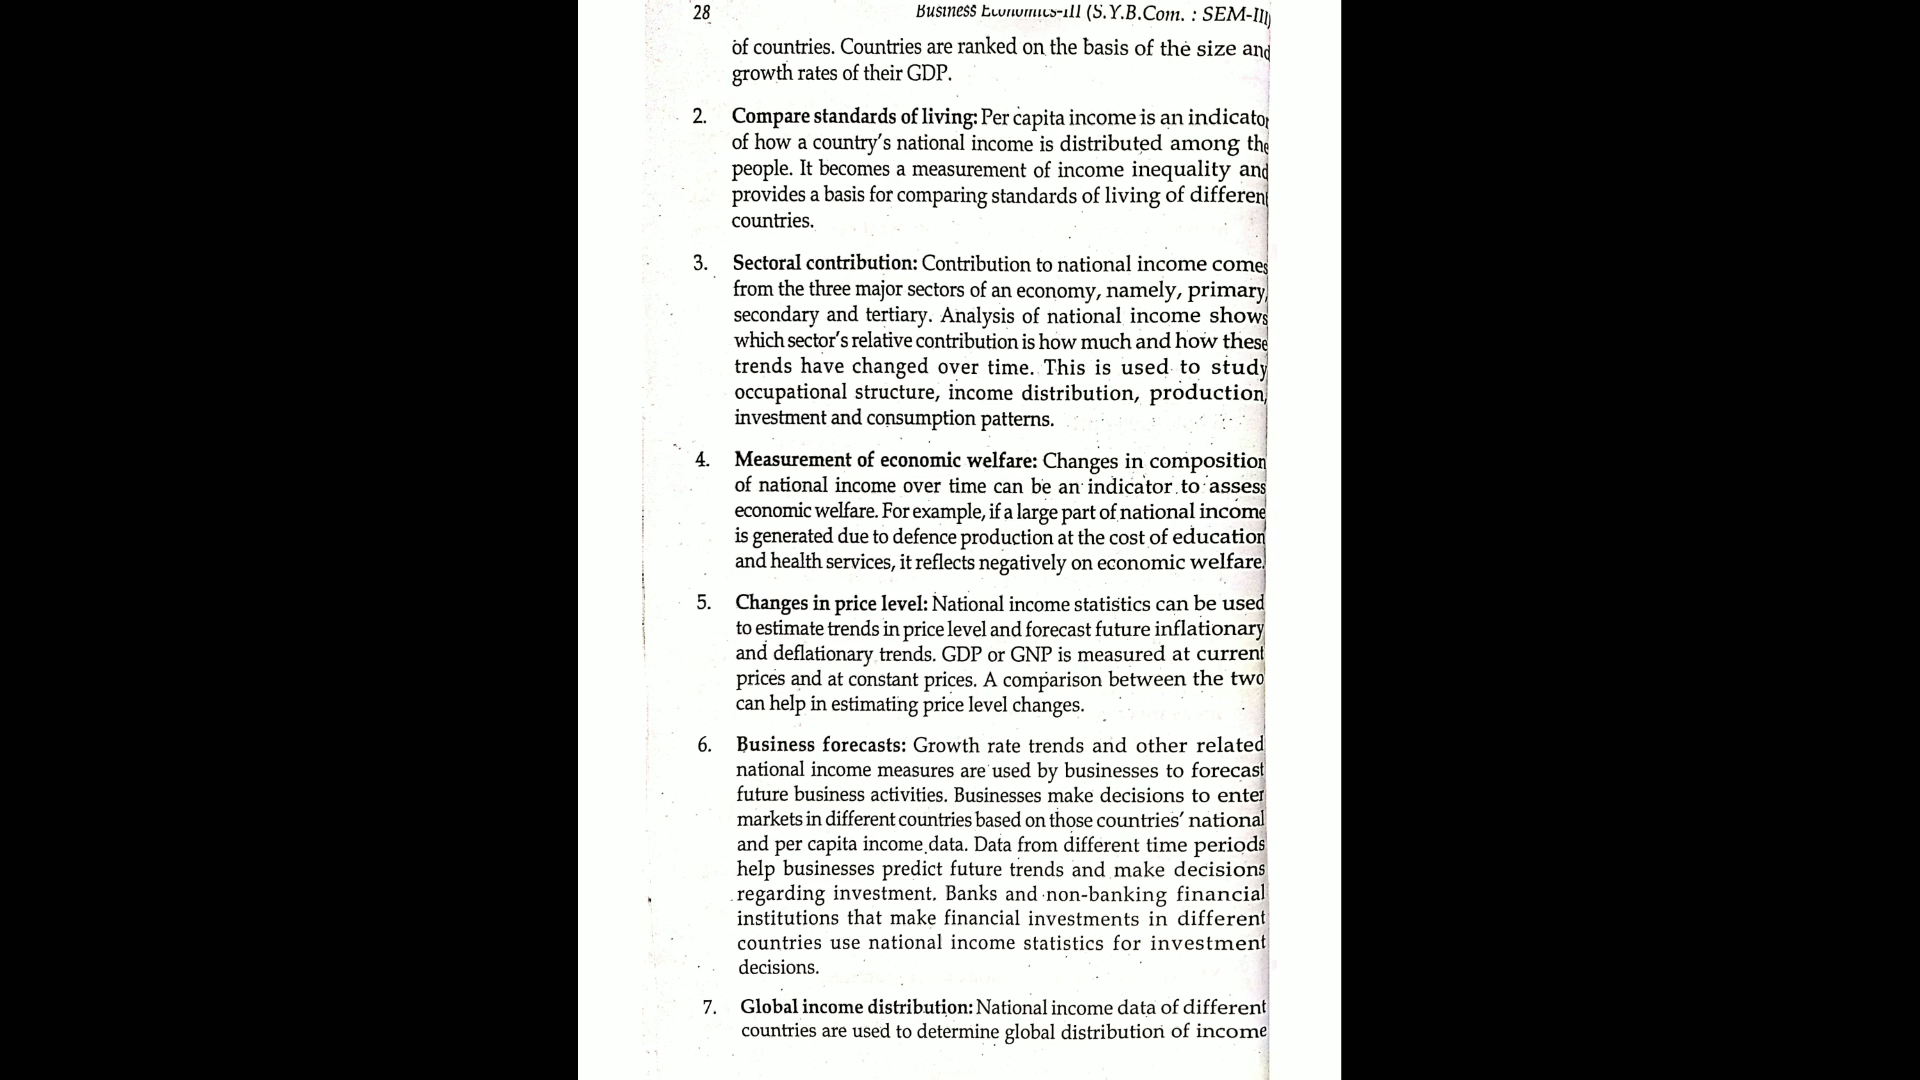 28 Business Economics-III (S.Y.B.Com. : SEM-III)
of countries. Countries are ranked on the basis of the size and
growth rates of their GDP.
2. Compare standards of living: Per capita income is an indicator
of how a country's national income is distributed among the
people. It becomes a measurement of income inequality and
provides a basis for comparing standards of living of different
countries.
3. Sectoral contribution: Contribution to national income comes
from the three major sectors of an economy, namely, primary,
secondary and tertiary. Analysis of national income shows
which sector's relative contribution is how much and how these
trends have changed over time. This is used to study
occupational structure, income distribution, production,
investment and consumption patterns.
4. Measurement of economic welfare: Changes in composition
of national income over time can be an indicator to assess
economic welfare. For example, if a large part of national income
is generated due to defence production at the cost of education
and health services, it reflects negatively on economic welfare.
5. Changes in price level: National income statistics can be used
to estimate trends in price level and forecast future inflationary
and deflationary trends. GDP or GNP is measured at current
prices and at constant prices. A comparison between the two
can help in estimating price level changes.
6. Business forecasts: Growth rate trends and other related
national income measures are used by businesses to forecast
future business activities. Businesses make decisions to enter
markets in different countries based on those countries' national
and per capita income data. Data from different time periods
help businesses predict future trends and make decisions
regarding investment. Banks and non-banking financial
institutions that make financial investments in different
countries use national income statistics for investment
decisions.
7. Global income distribution: National income data of different
countries are used to determine global distribution of income